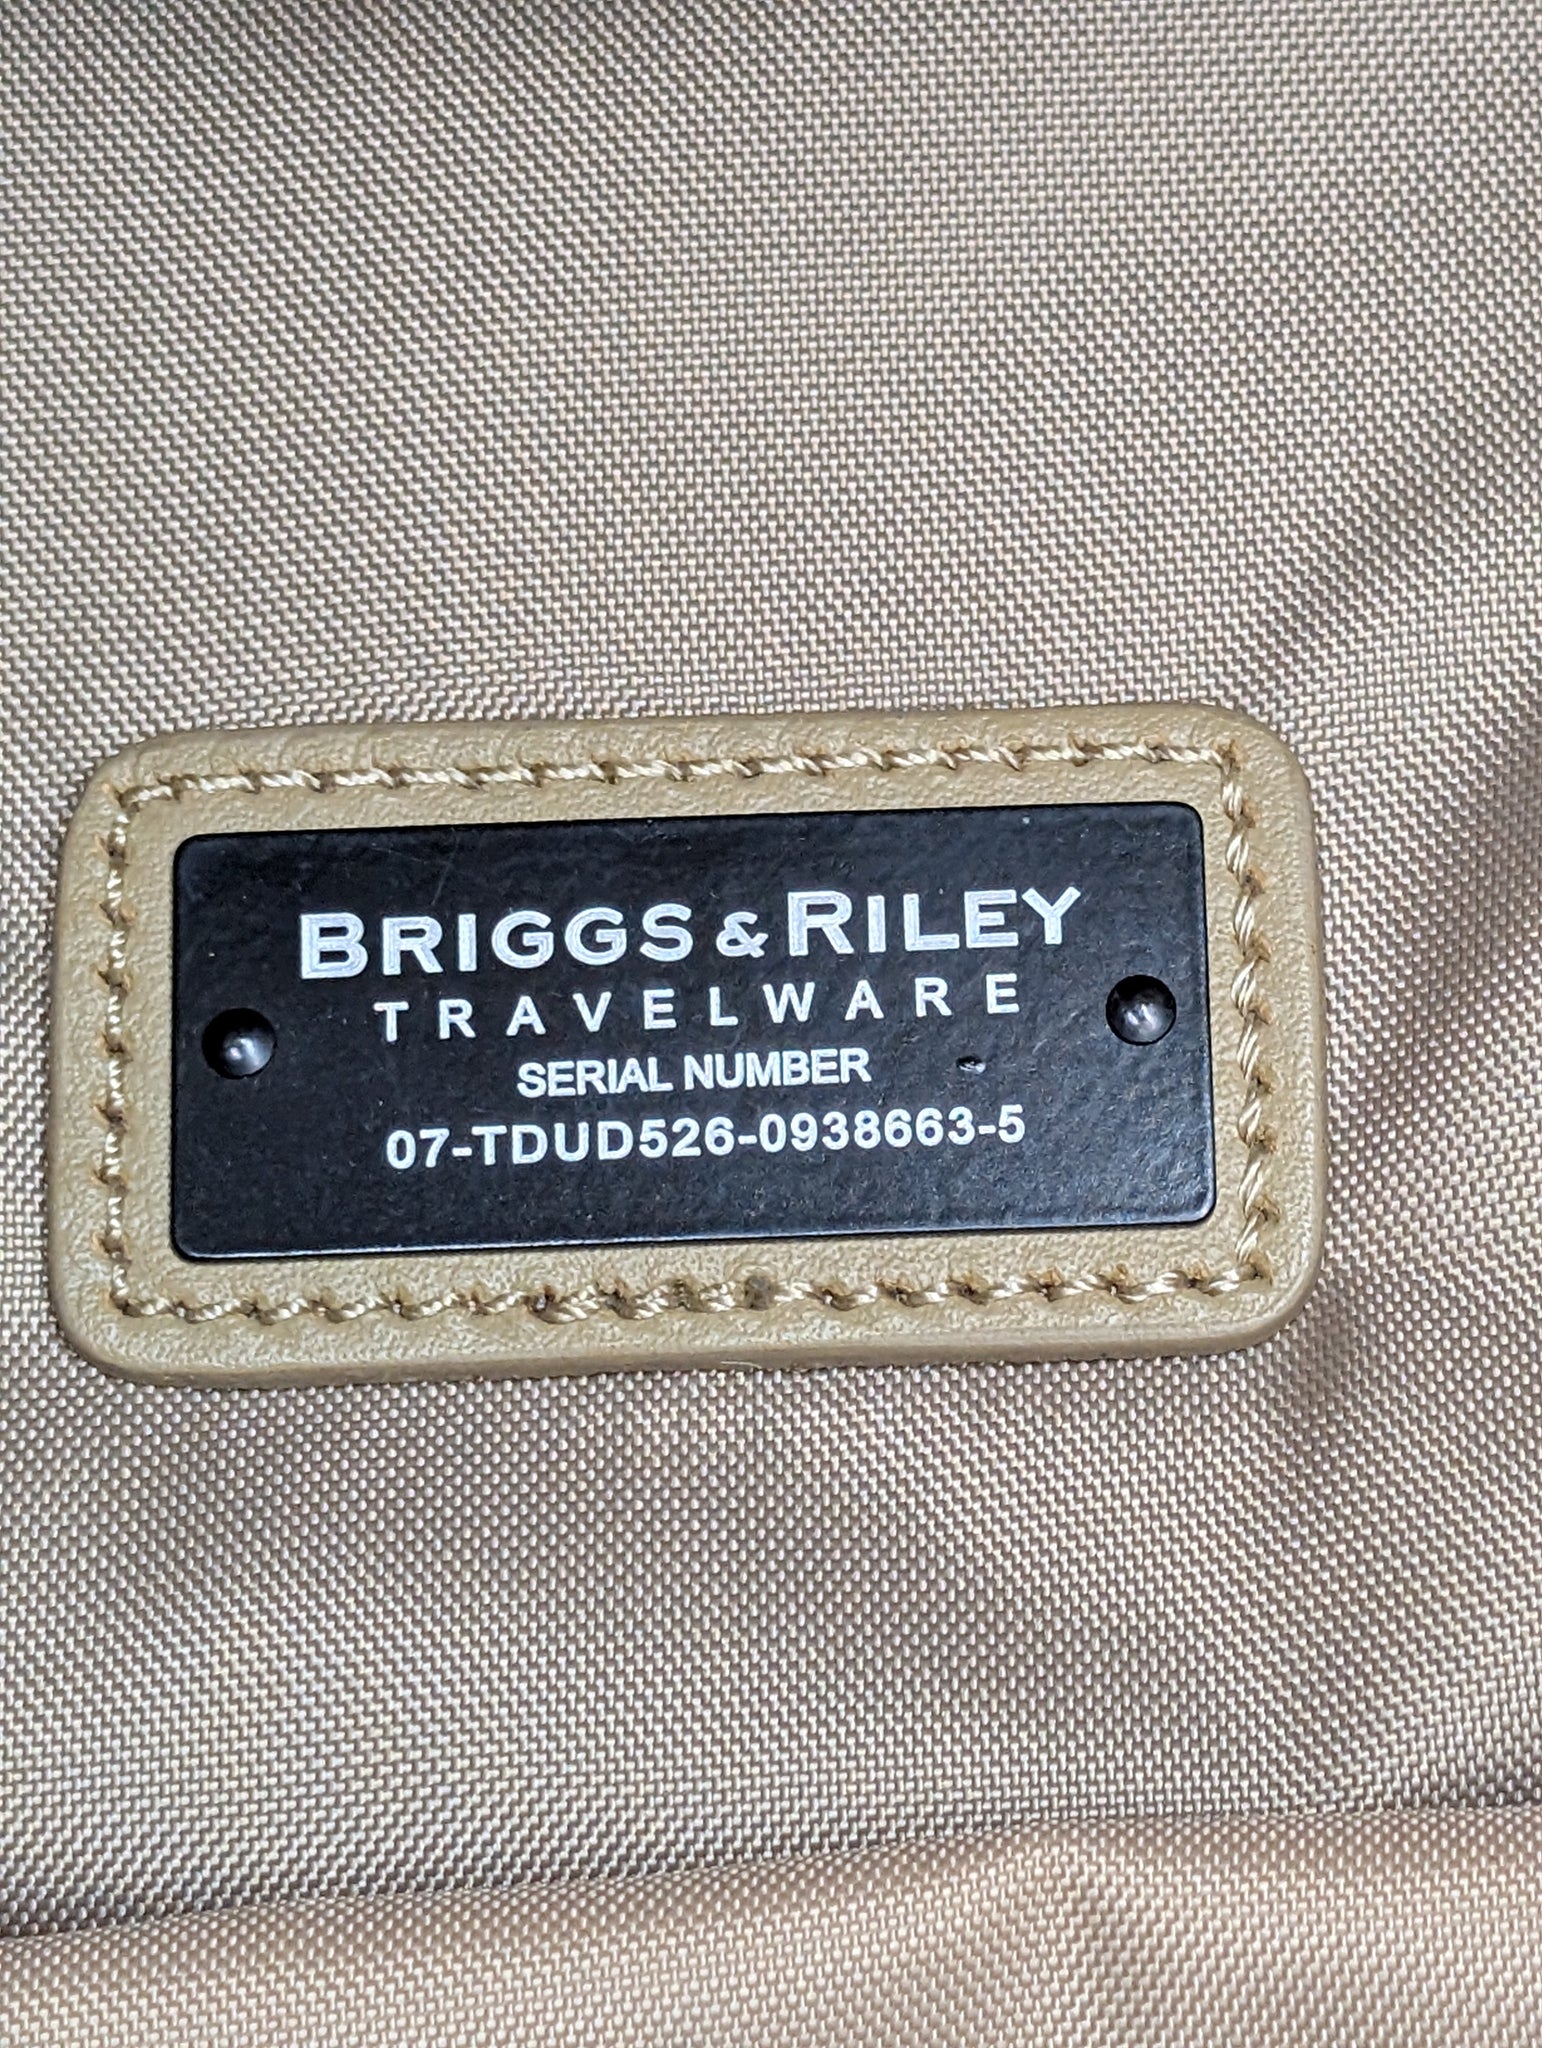 BRIGGS & RILEY
TRAVELWARE
SERIAL NUMBER
07-TDUD526-0938663-5